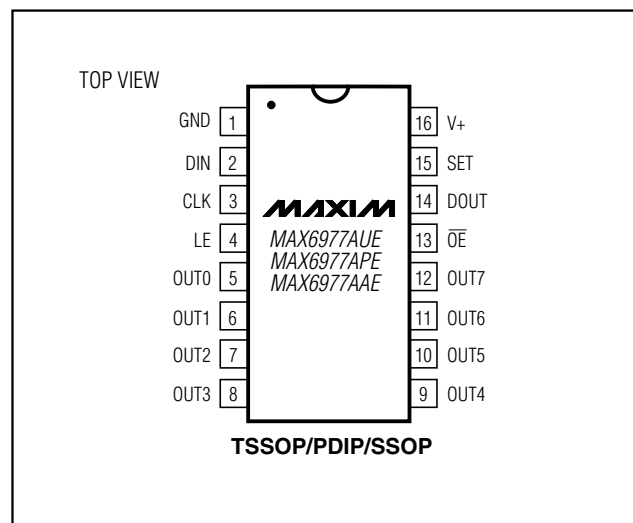 TOP VIEW
GND 1
DIN 2
CLK 3
LE 4
OUT0 5
OUT1 6
OUT2 7
OUT3 8
MAXIM
MAX6977AUE
MAX6977APE
MAX6977AAE
16 V+
15 SET
14 DOUT
13 O̅E̅
12 OUT7
11 OUT6
10 OUT5
9 OUT4
TSSOP/PDIP/SSOP